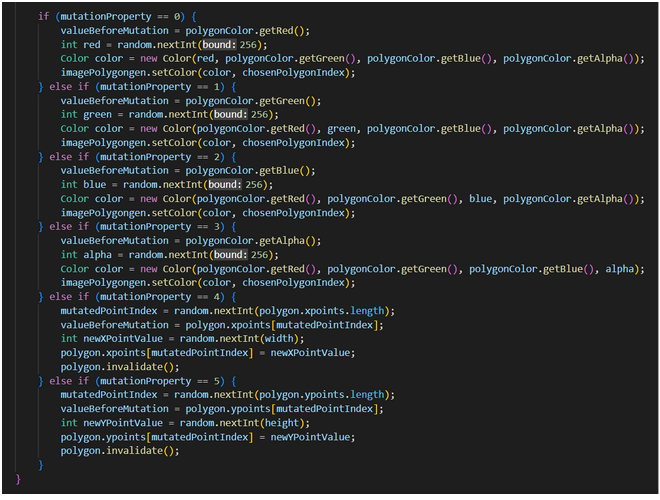 if (mutationProperty == 0) {
valueBeforeMutation = polygonColor.getRed();
int red = random.nextInt(bound: 256);
Color color = new Color(red, polygonColor.getGreen(), polygonColor.getBlue(), polygonColor.getAlpha());
imagePolygongen.setColor(color, chosenPolygonIndex);
} else if (mutationProperty == 1) {
valueBeforeMutation = polygonColor.getGreen();
int green = random.nextInt(bound: 256);
Color color = new Color(polygonColor.getRed(), green, polygonColor.getBlue(), polygonColor.getAlpha());
imagePolygongen.setColor(color, chosenPolygonIndex);
} else if (mutationProperty == 2) {
valueBeforeMutation = polygonColor.getBlue();
int blue = random.nextInt(bound: 256);
Color color = new Color(polygonColor.getRed(), polygonColor.getGreen(), blue, polygonColor.getAlpha());
imagePolygongen.setColor(color, chosenPolygonIndex);
} else if (mutationProperty == 3) {
valueBeforeMutation = polygonColor.getAlpha();
int alpha = random.nextInt(bound: 256);
Color color = new Color(polygonColor.getRed(), polygonColor.getGreen(), polygonColor.getBlue(), alpha);
imagePolygongen.setColor(color, chosenPolygonIndex);
} else if (mutationProperty == 4) {
mutatedPointIndex = random.nextInt(polygon.xpoints.length);
valueBeforeMutation = polygon.xpoints[mutatedPointIndex];
int newXPointValue = random.nextInt(width);
polygon.xpoints[mutatedPointIndex] = newXPointValue;
polygon.invalidate();
} else if (mutationProperty == 5) {
mutatedPointIndex = random.nextInt(polygon.ypoints.length);
valueBeforeMutation = polygon.ypoints[mutatedPointIndex];
int newYPointValue = random.nextInt(height);
polygon.ypoints[mutatedPointIndex] = newYPointValue;
polygon.invalidate();
}
}